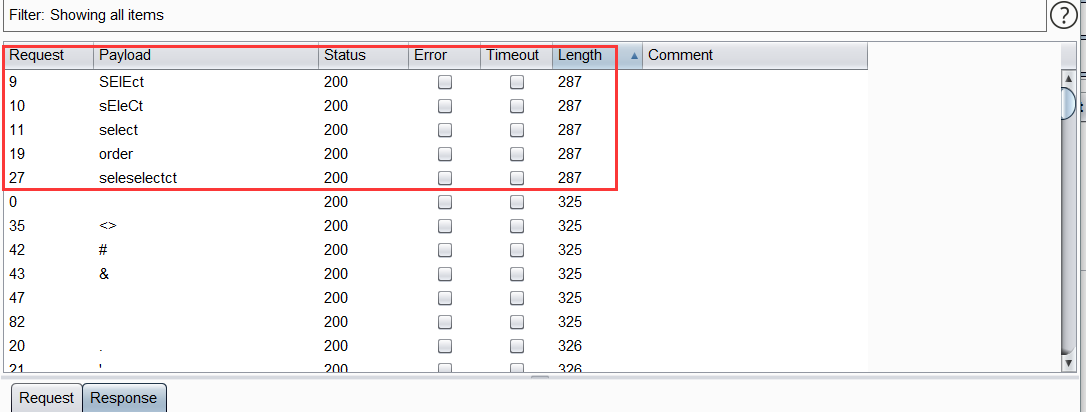 Filter: Showing all items
?
Request Payload Status Error Timeout Length Comment
9 SElEct 200 287
10 sEleCt 200 287
11 select 200 287
19 order 200 287
27 seleselectct 200 287
0 200 325
35 <> 200 325
42 # 200 325
43 & 200 325
47 200 325
82 200 325
20 . 200 326
21 ' 200 326
Request Response